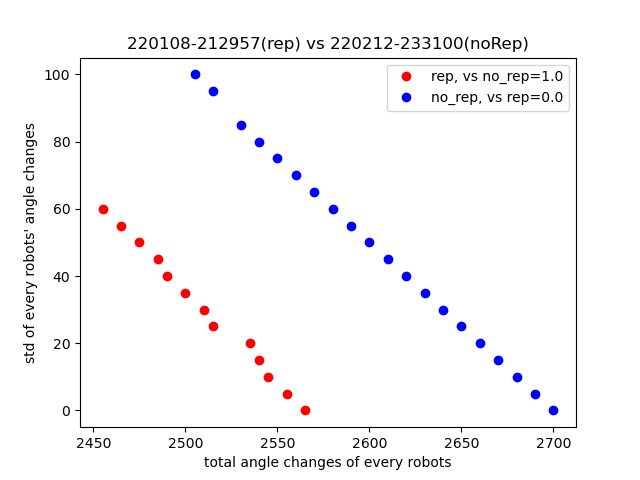 220108-212957(rep) vs 220212-233100(noRep)
rep, vs no_rep=1.0
no_rep, vs rep=0.0
std of every robots' angle changes
100
80
60
40
20
0
2450 2500 2550 2600 2650 2700
total angle changes of every robots